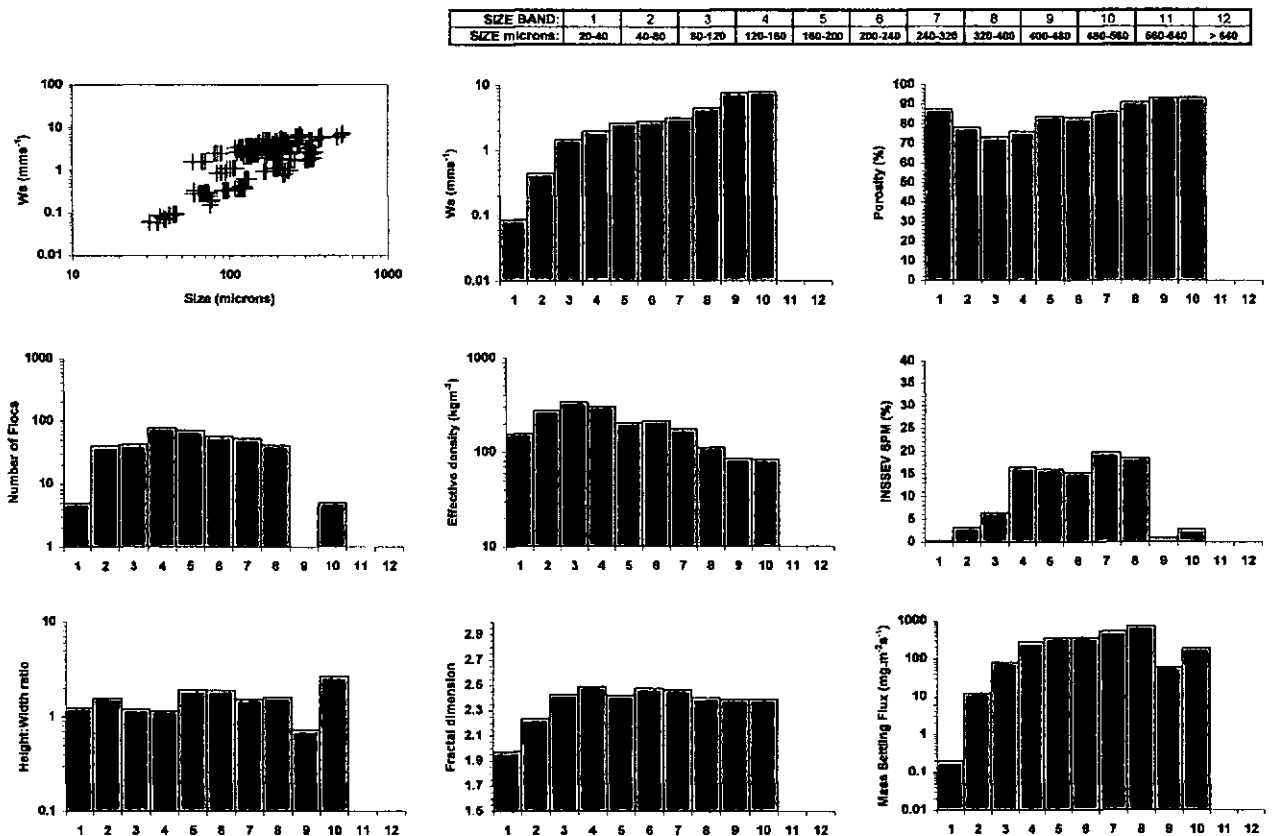 SIZE BAND: 1 2 3 4 5 6 7 8 9 10 11 12
SIZE microns: 20-40 40-80 80-120 120-160 160-200 200-240 240-320 320-400 400-480 480-560 560-640 > 640
100
10
1
0.1
0.01
Ws (mms⁻¹)
10 100 1000
Size (microns)
10
1
0.1
0.01
Ws (mms⁻¹)
1 2 3 4 5 6 7 8 9 10 11 12
100
90
80
70
60
50
40
30
20
10
0
Porosity (%)
1 2 3 4 5 6 7 8 9 10 11 12
1000
100
10
1
Number of Flocs
1 2 3 4 5 6 7 8 9 10 11 12
1000
100
10
Effective density (kgm⁻³)
1 2 3 4 5 6 7 8 9 10 11 12
40
35
30
25
20
15
10
5
0
INSSEV SPM (%)
1 2 3 4 5 6 7 8 9 10 11 12
10
1
0.1
Height:Width ratio
1 2 3 4 5 6 7 8 9 10 11 12
2.9
2.7
2.5
2.3
2.1
1.9
1.7
1.5
Fractal dimension
1 2 3 4 5 6 7 8 9 10 11 12
1000
100
10
1
0.1
0.01
Mass Settling Flux (mg.m⁻²s⁻¹)
1 2 3 4 5 6 7 8 9 10 11 12